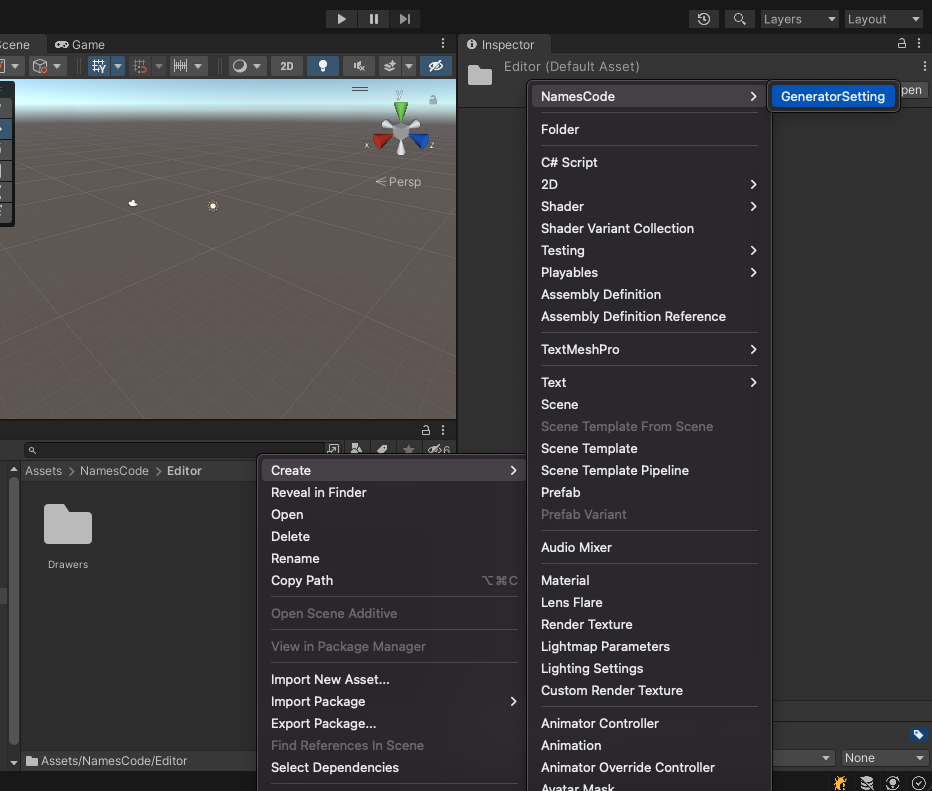 Layers
Layout
Scene
Game
Inspector
2D
Editor (Default Asset)
Open
y
x
z
Persp
NamesCode
GeneratorSetting
Folder
C# Script
2D
Shader
Shader Variant Collection
Testing
Playables
Assembly Definition
Assembly Definition Reference
TextMeshPro
Text
Scene
Scene Template From Scene
Scene Template
Scene Template Pipeline
Prefab
Prefab Variant
Audio Mixer
Material
Lens Flare
Render Texture
Lightmap Parameters
Lighting Settings
Custom Render Texture
Animator Controller
Animation
Animator Override Controller
Avatar Mask
6
Assets > NamesCode > Editor
Drawers
Create
Reveal in Finder
Open
Delete
Rename
Copy Path ⌥⌘C
Open Scene Additive
View in Package Manager
Import New Asset...
Import Package
Export Package...
Find References In Scene
Select Dependencies
Assets/NamesCode/Editor
None